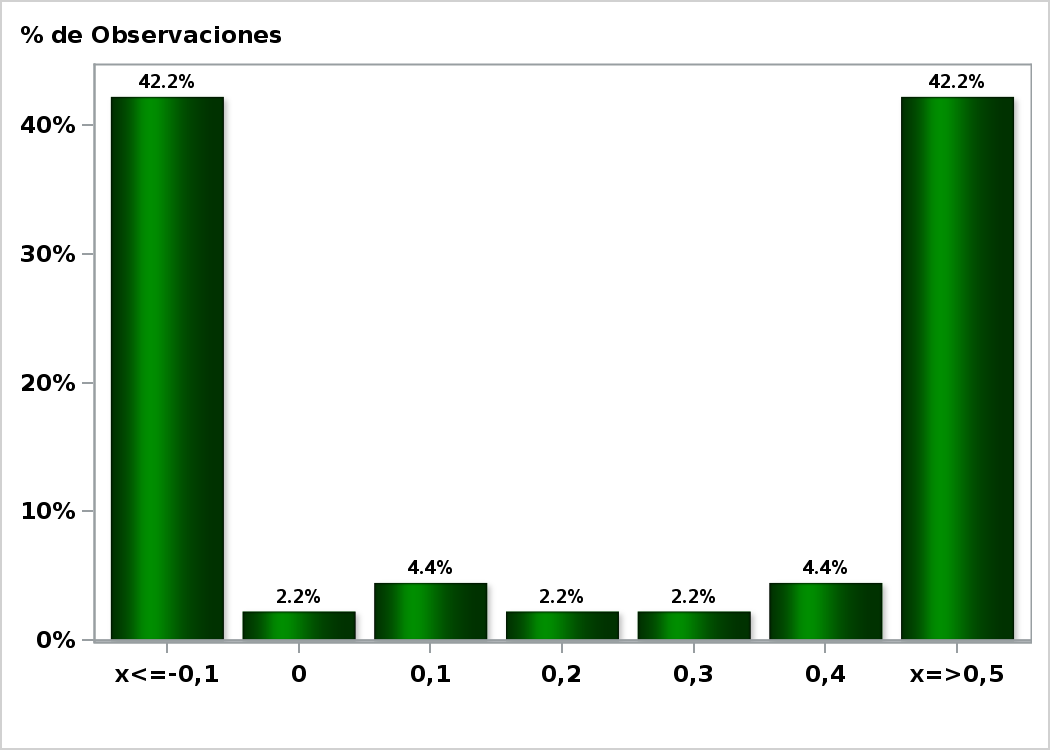 % de Observaciones
42.2% 42.2%
40%
30%
20%
10%
4.4% 4.4%
2.2% 2.2% 2.2%
0%
x<=-0,1 0 0,1 0,2 0,3 0,4 x=>0,5